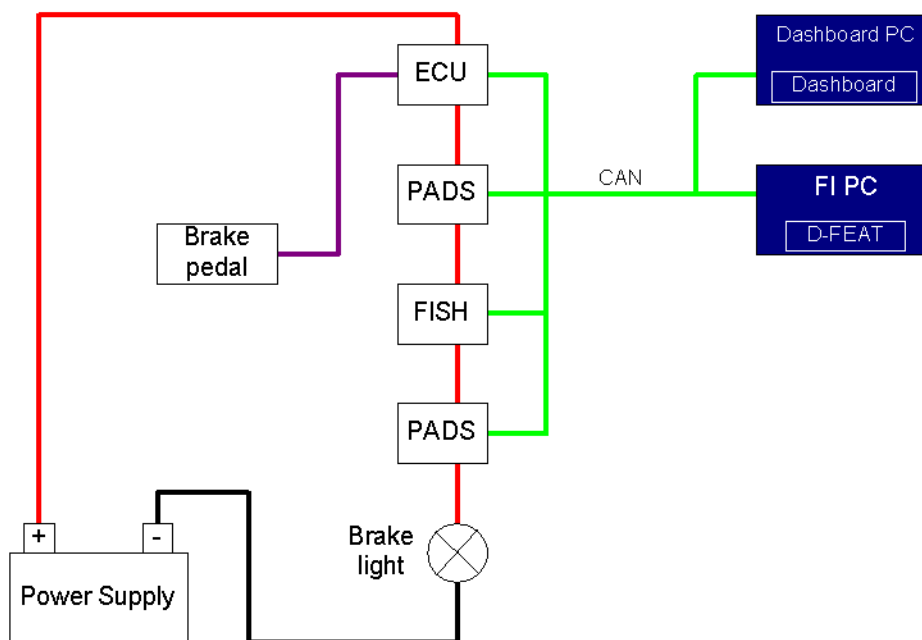 Dashboard PC
ECU
Dashboard
CAN
PADS
FI PC
Brake
pedal
D-FEAT
FISH
PADS
+
-
Brake
light
Power Supply